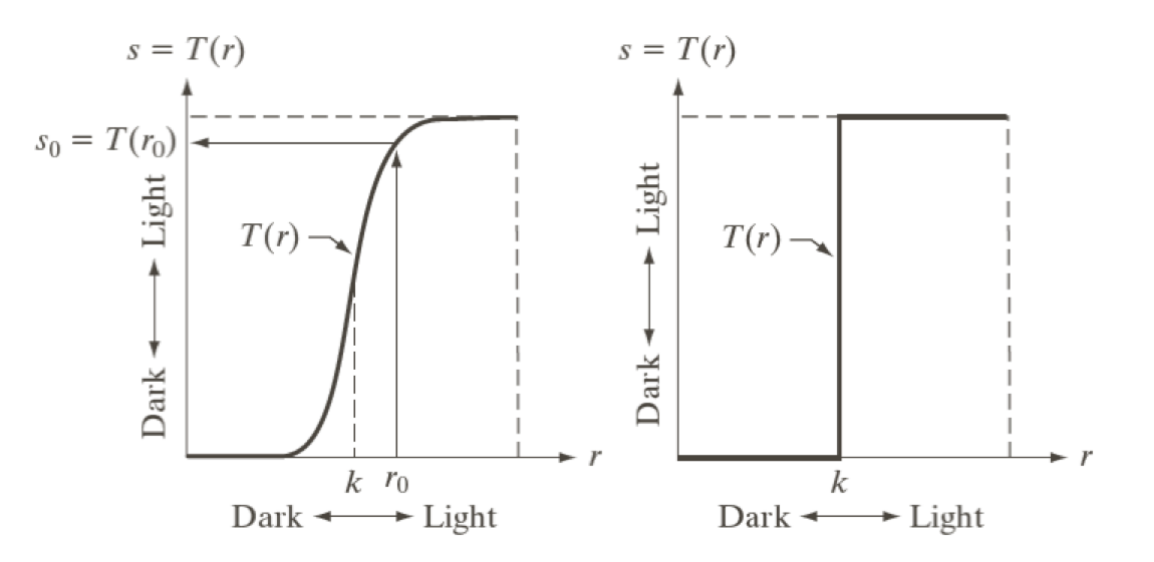 s = T(r)
s₀ = T(r₀)
Dark Light
T(r)
k r₀
r
Dark Light
s = T(r)
Dark Light
T(r)
k
r
Dark Light